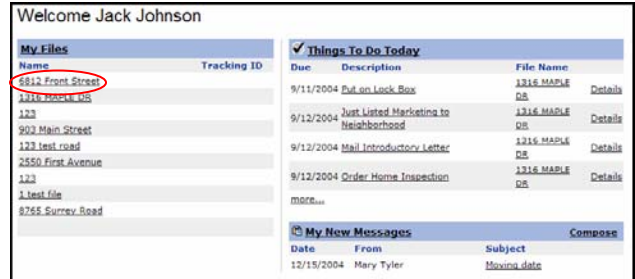 Welcome Jack Johnson
My Files
Name Tracking ID
6812 Front Street
1316 MAPLE DR
123
903 Main Street
123 test road
2550 First Avenue
123
1 test file
8765 Surrey Road
Things To Do Today
Due Description File Name
9/11/2004 Put on Lock Box 1316 MAPLE DR Details
9/12/2004 Just Listed Marketing to Neighborhood 1316 MAPLE DR Details
9/12/2004 Mail Introductory Letter 1316 MAPLE DR Details
9/12/2004 Order Home Inspection 1316 MAPLE DR Details
more...
My New Messages Compose
Date From Subject
12/15/2004 Mary Tyler Moving date